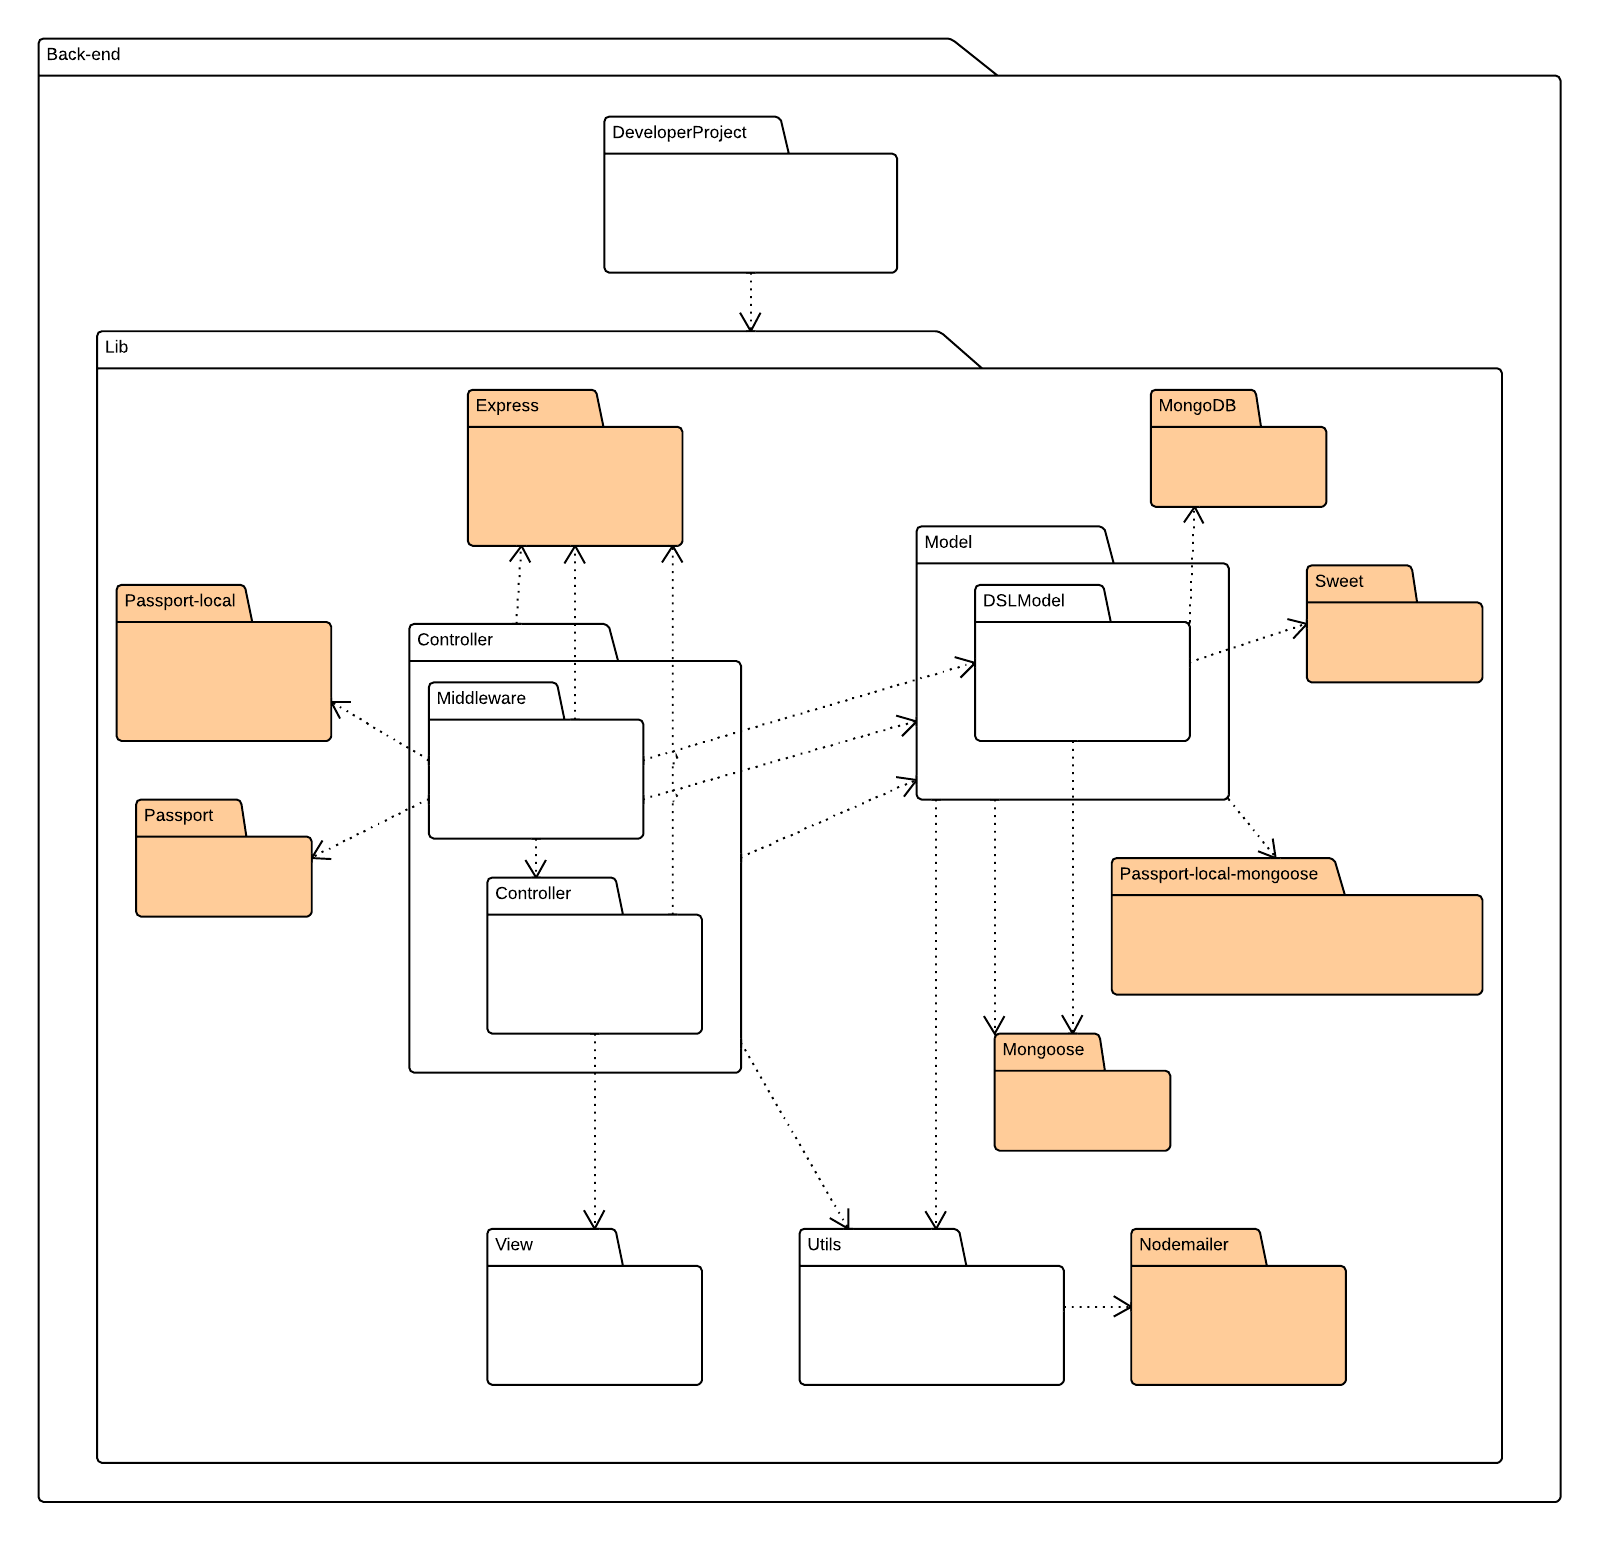 Back-end
DeveloperProject
Lib
Express
MongoDB
Model
Sweet
Passport-local
DSLModel
Controller
Middleware
Passport
Passport-local-mongoose
Controller
Mongoose
View
Utils
Nodemailer